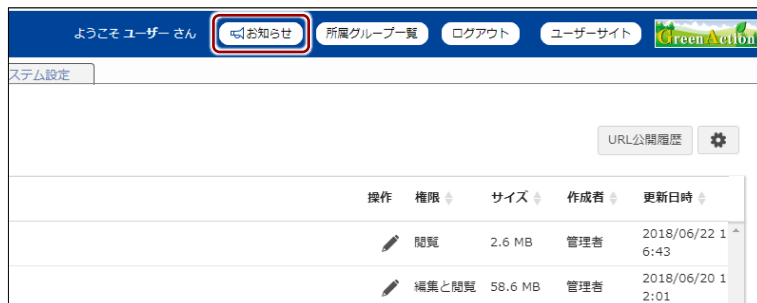 ようこそ ユーザー さん お知らせ 所属グループ一覧 ログアウト ユーザーサイト GreenAction
ステム設定
URL公開履歴
操作 権限 サイズ 作成者 更新日時
閲覧 2.6 MB 管理者 2018/06/22 1
6:43
編集と閲覧 58.6 MB 管理者 2018/06/20 1
2:01